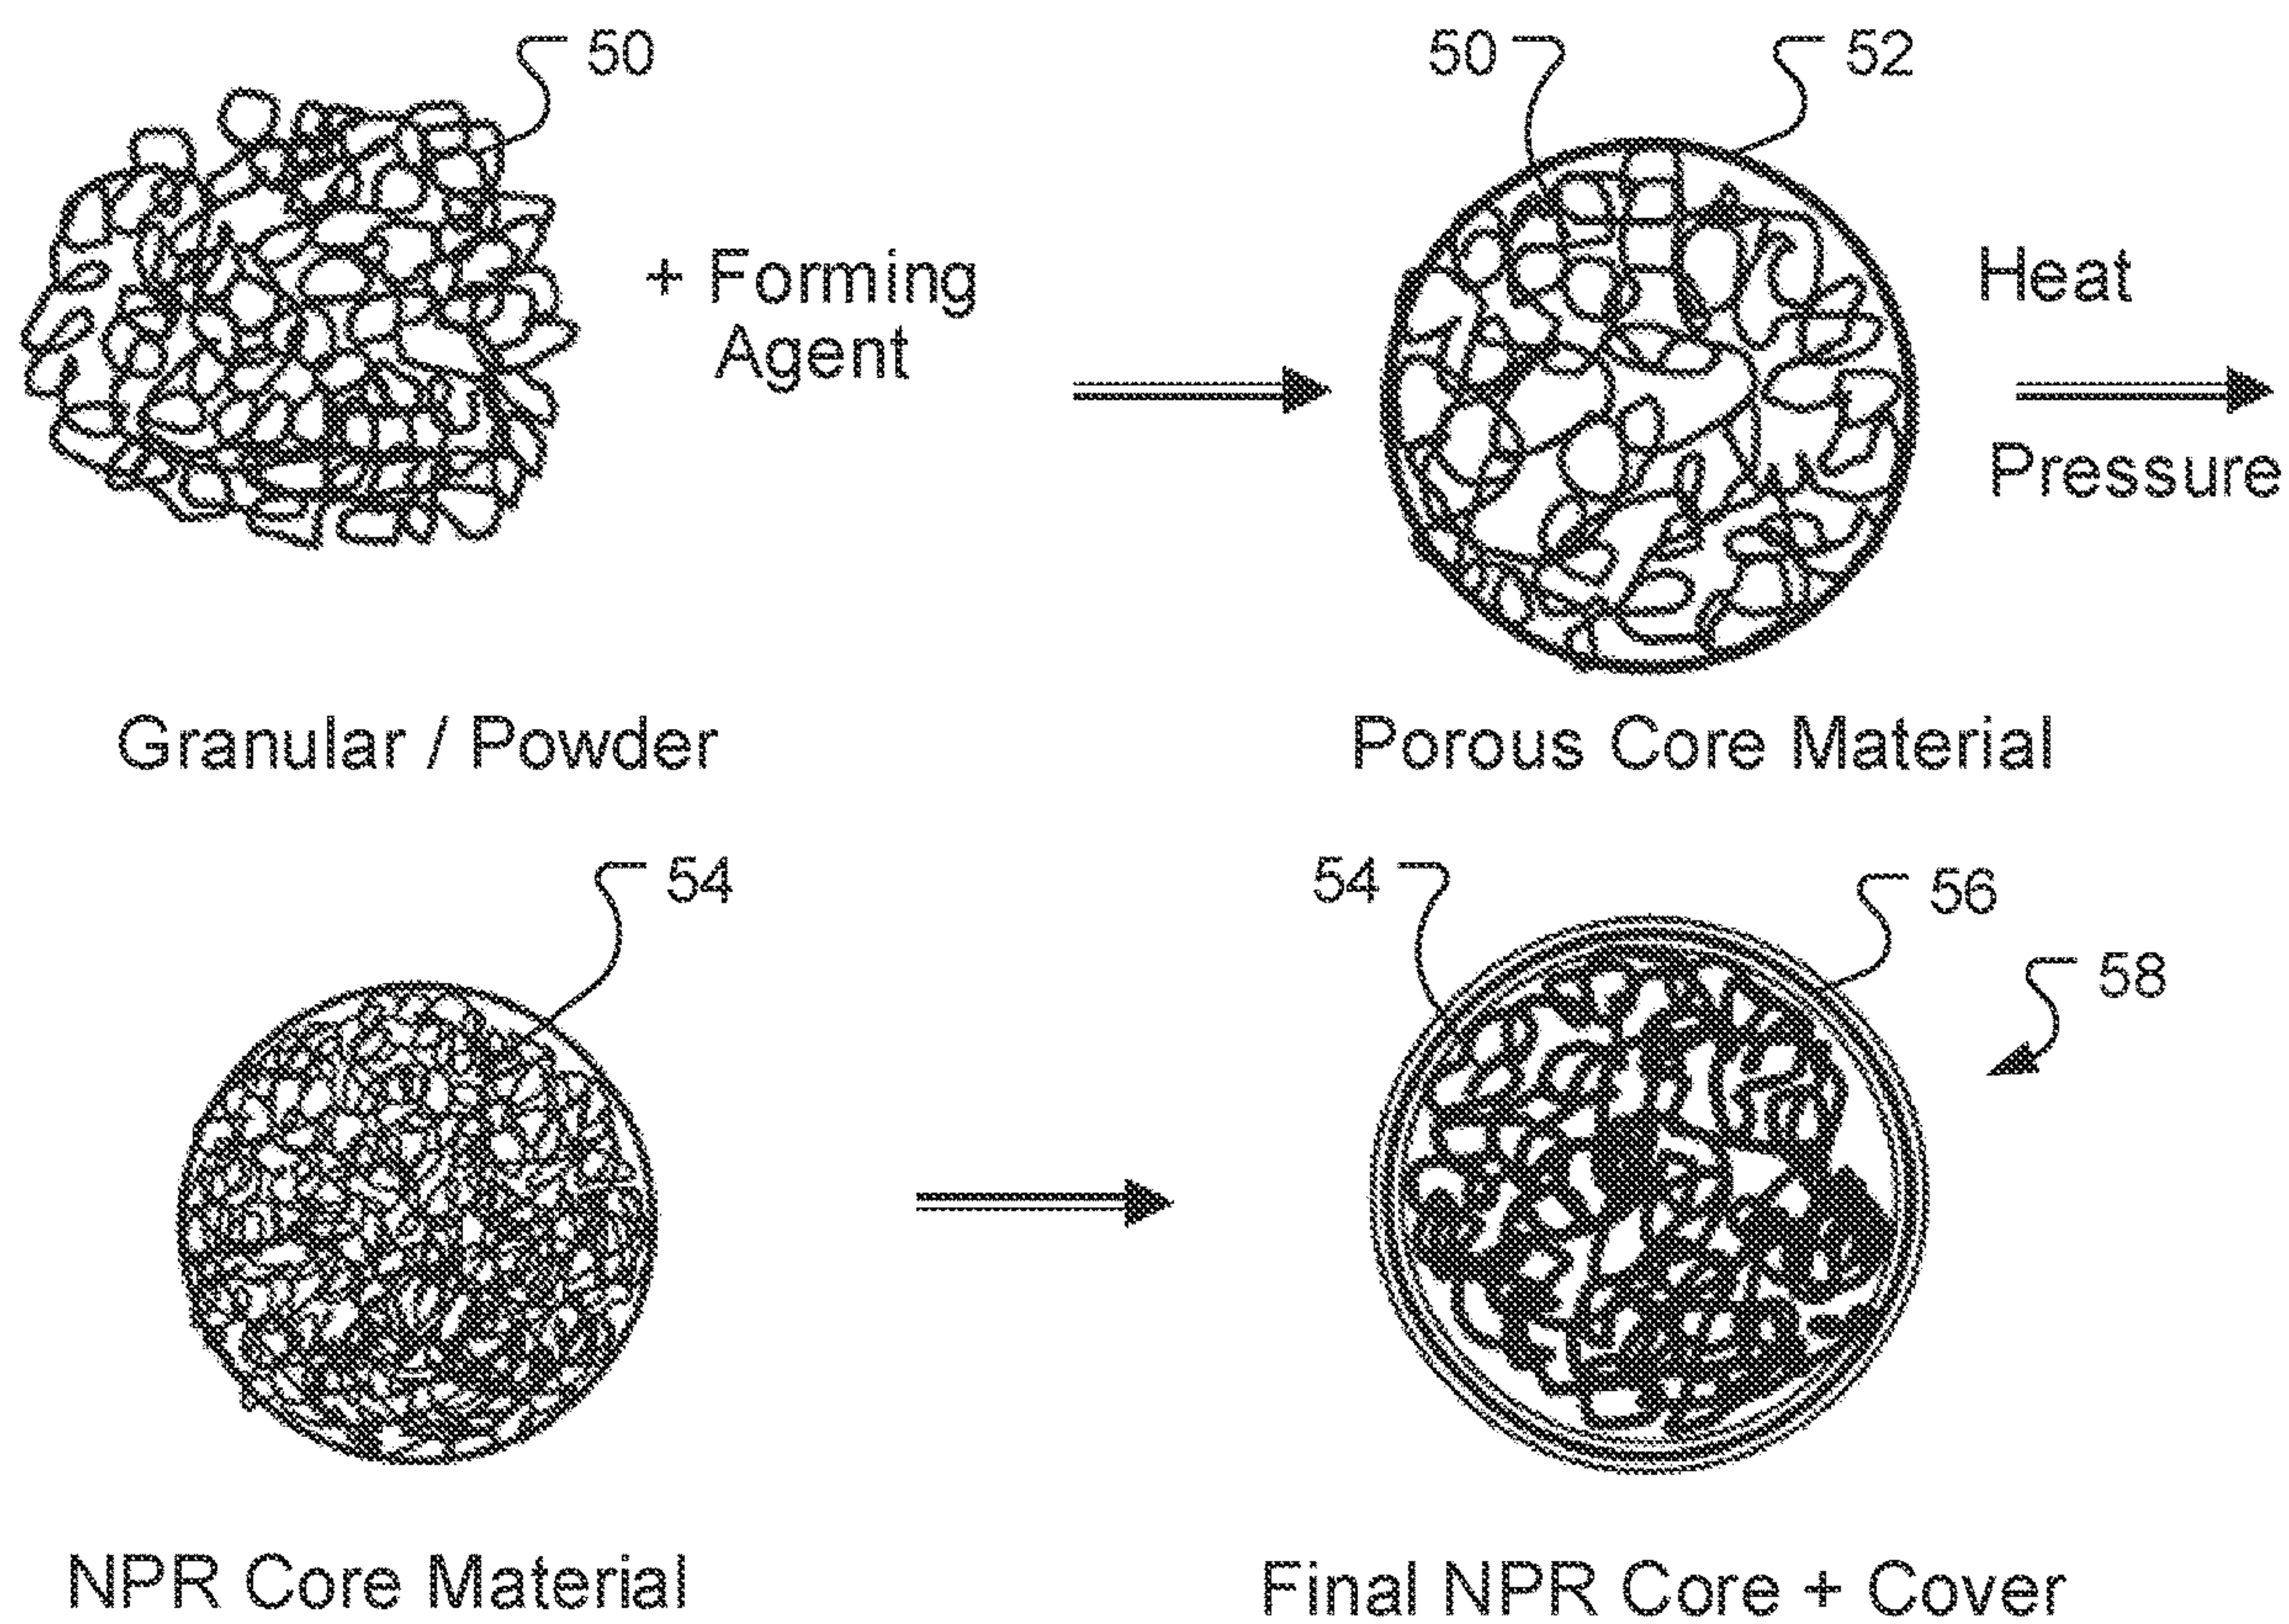 50
50
52
+ Forming
Agent
Heat
Pressure
Granular / Powder
Porous Core Material
54
54
56
58
NPR Core Material
Final NPR Core + Cover